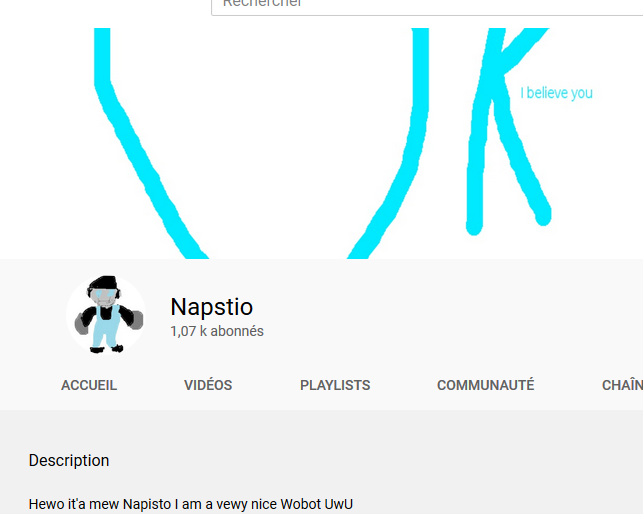 Rechercher
K
I believe you
Napstio
1,07 k abonnés
ACCUEIL VIDÉOS PLAYLISTS COMMUNAUTÉ CHAÎN
Description
Hewo it'a mew Napisto I am a vewy nice Wobot UwU